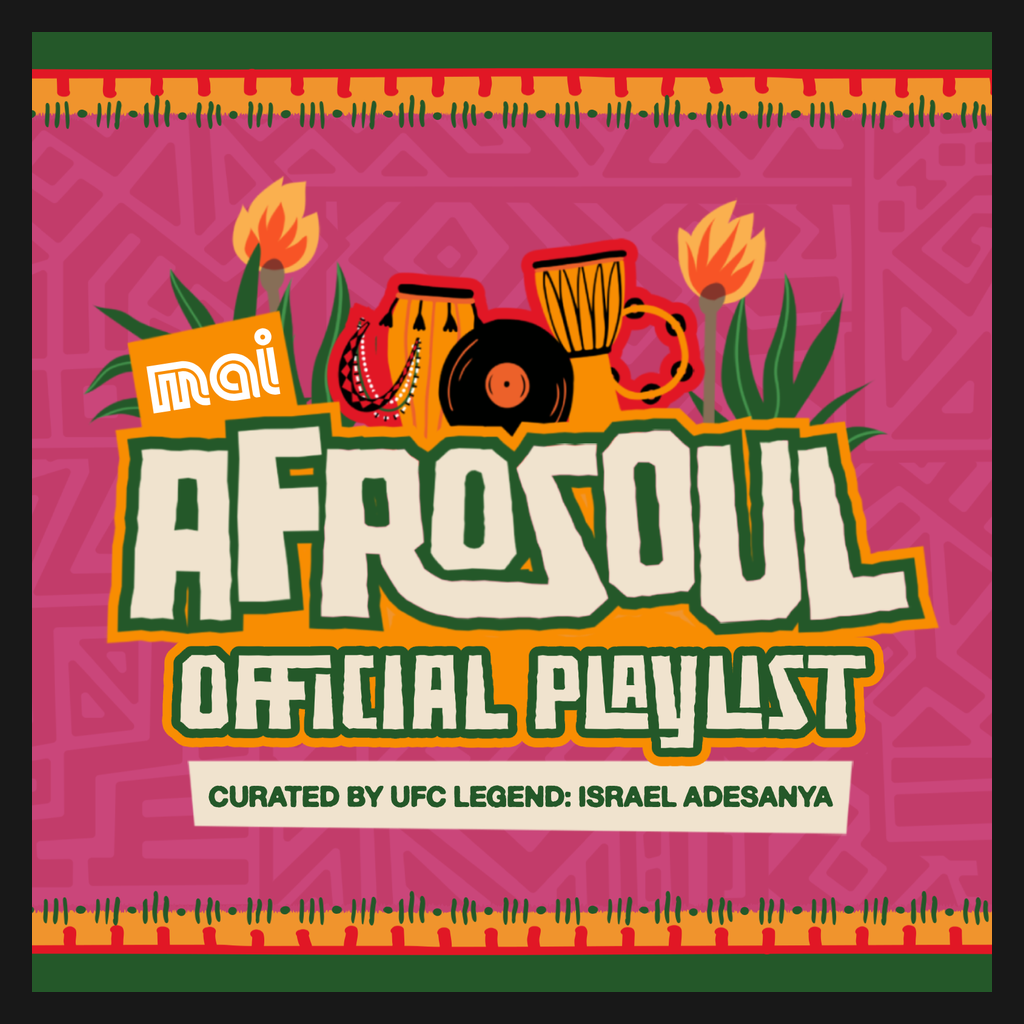 mai
AFROSOUL
OFFICIAL PLAYLIST
CURATED BY UFC LEGEND: ISRAEL ADESANYA